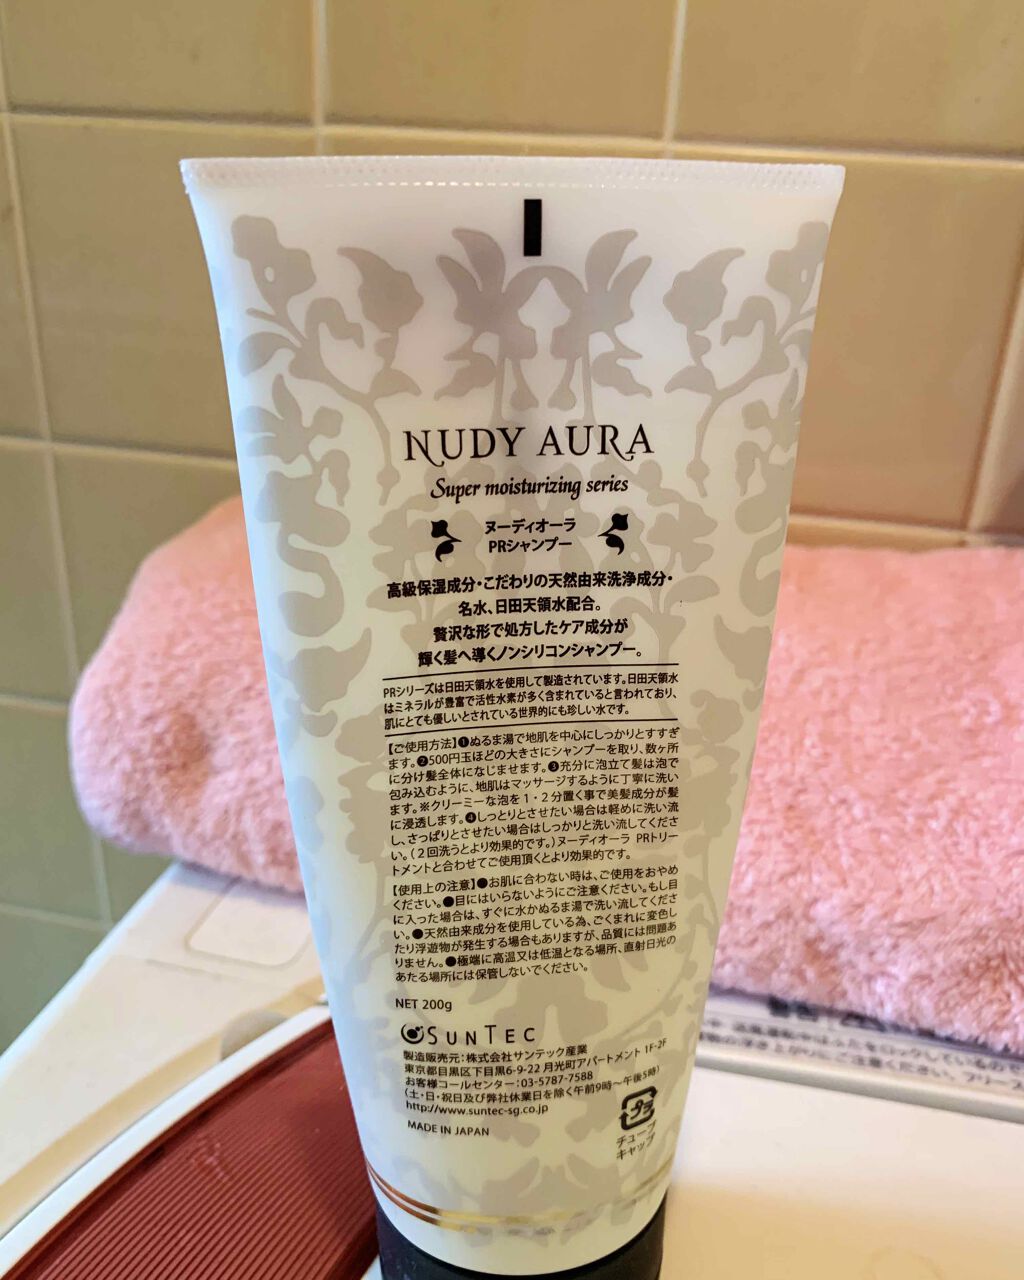 NUDY AURA
Super moisturizing series
ヌーディオーラ
PRシャンプー
高級保湿成分・こだわりの天然由来洗浄成分・
名水、日田天領水配合。
贅沢な形で処方したケア成分が
輝く髪へ導くノンシリコンシャンプー。
PRシリーズは日田天領水を使用して製造されています。日田天領水
はミネラルが豊富で活性水素が多く含まれていると言われており、
肌にとても優しいとされている世界的にも珍しい水です。
【ご使用方法】❶ぬるま湯で地肌を中心にしっかりとすすぎ
ます。❷500円玉ほどの大きさにシャンプーを取り、数ヶ所
に分け髪全体になじませます。❸充分に泡立て髪は泡で
包み込むように、地肌はマッサージするように丁寧に洗い
ます。※クリーミーな泡を1・2分置く事で美髪成分が髪
に浸透します。❹しっとりとさせたい場合は軽めに洗い流
し、さっぱりとさせたい場合はしっかりと洗い流してくださ
い。（2回洗うとより効果的です。）ヌーディオーラ PRトリー
トメントと合わせてご使用頂くとより効果的です。
【使用上の注意】●お肌に合わない時は、ご使用をおやめ
ください。●目にはいらないようにご注意ください。もし目
に入った場合は、すぐに水かぬるま湯で洗い流してくださ
い。●天然由来成分を使用している為、ごくまれに変色し
たり浮遊物が発生する場合もありますが、品質には問題あ
りません。●極端に高温又は低温となる場所、直射日光の
あたる場所には保管しないでください。
NET 200g
SUNTEC
製造販売元：株式会社サンテック産業
東京都目黒区下目黒6-9-22 月光町アパートメント 1F-2F
お客様コールセンター：03-5787-7588
（土・日・祝日及び弊社休業日を除く午前9時～午後5時）
http://www.suntec-sg.co.jp
MADE IN JAPAN
プラ
チューブ
キャップ